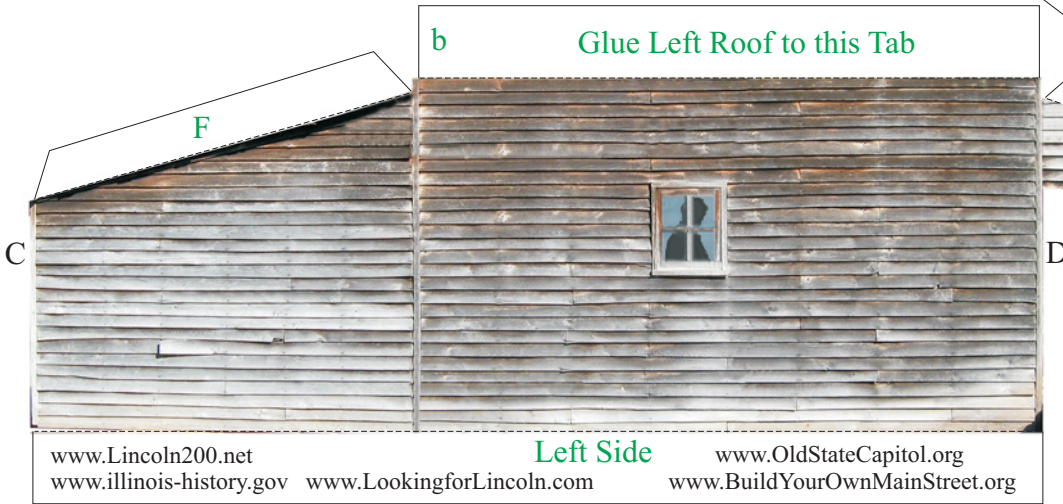 b Glue Left Roof to this Tab
F
C
D
Left Side
www.Lincoln200.net www.OldStateCapitol.org
www.illinois-history.gov www.LookingforLincoln.com www.BuildYourOwnMainStreet.org